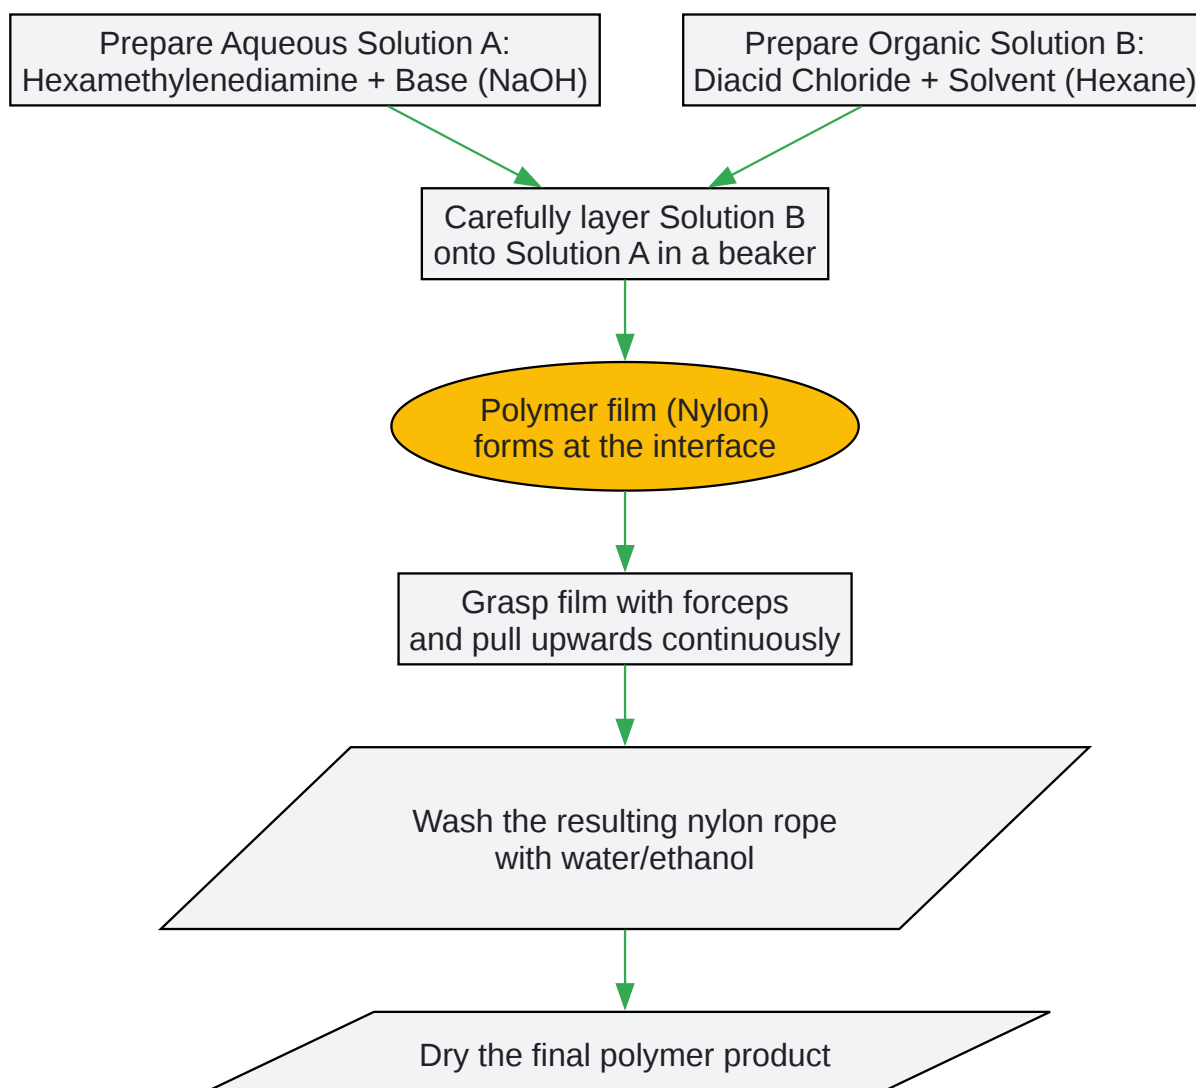 Prepare Aqueous Solution A:
Hexamethylenediamine + Base (NaOH)
Prepare Organic Solution B:
Diacid Chloride + Solvent (Hexane)
Carefully layer Solution B
onto Solution A in a beaker
Polymer film (Nylon)
forms at the interface
Grasp film with forceps
and pull upwards continuously
Wash the resulting nylon rope
with water/ethanol
Dry the final polymer product